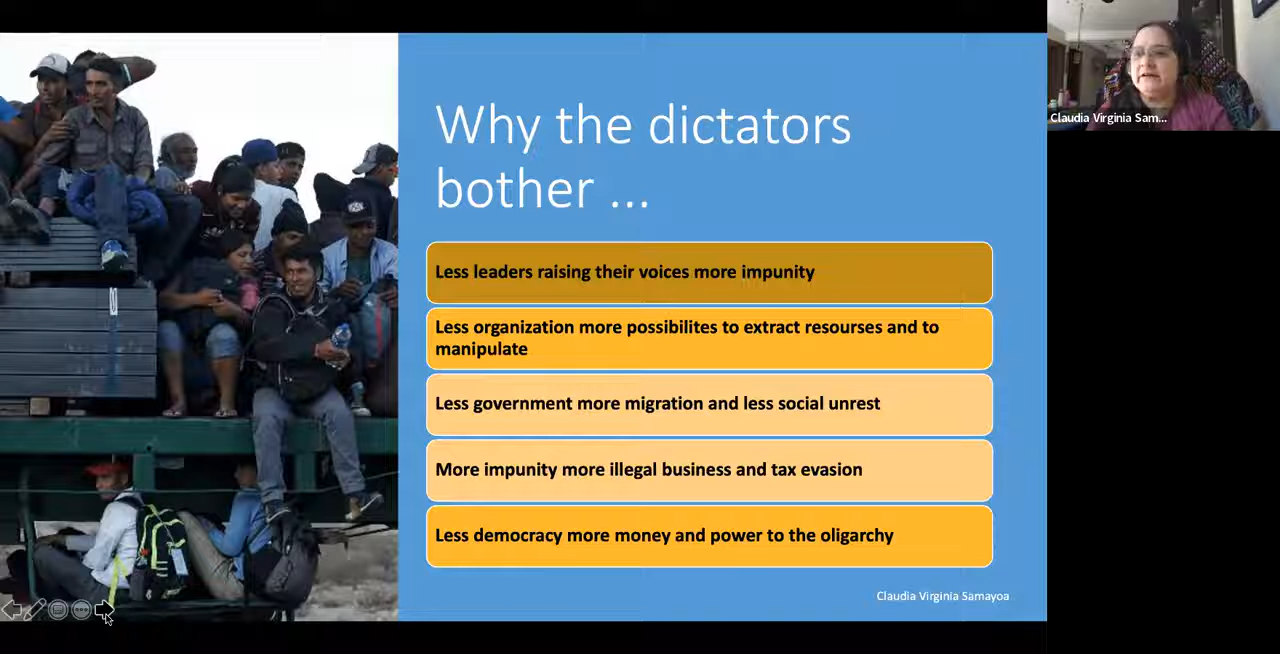 Why the dictators
bother ...
Less leaders raising their voices more impunity
Less organization more possibilites to extract resourses and to
manipulate
Less government more migration and less social unrest
More impunity more illegal business and tax evasion
Less democracy more money and power to the oligarchy
Claudia Virginia Samayoa
Claudia Virginia Sam...